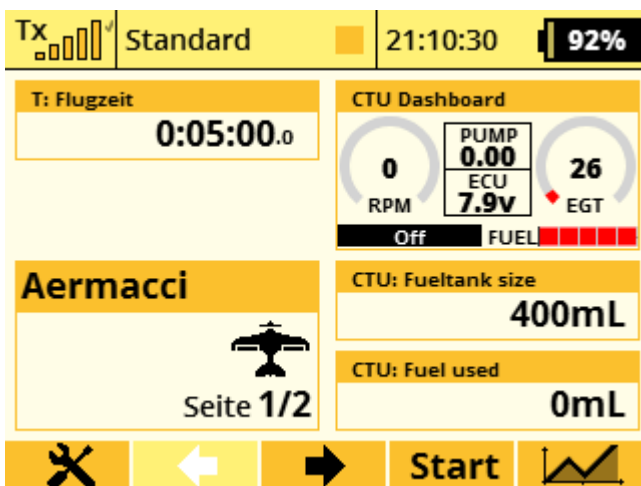 Tx
Standard
21:10:30
92%
T: Flugzeit
0:05:00.0
CTU Dashboard
0
RPM
PUMP
0.00
ECU
7.9v
26
EGT
Off
FUEL
Aermacci
Seite 1/2
CTU: Fueltank size
400mL
CTU: Fuel used
0mL
Start